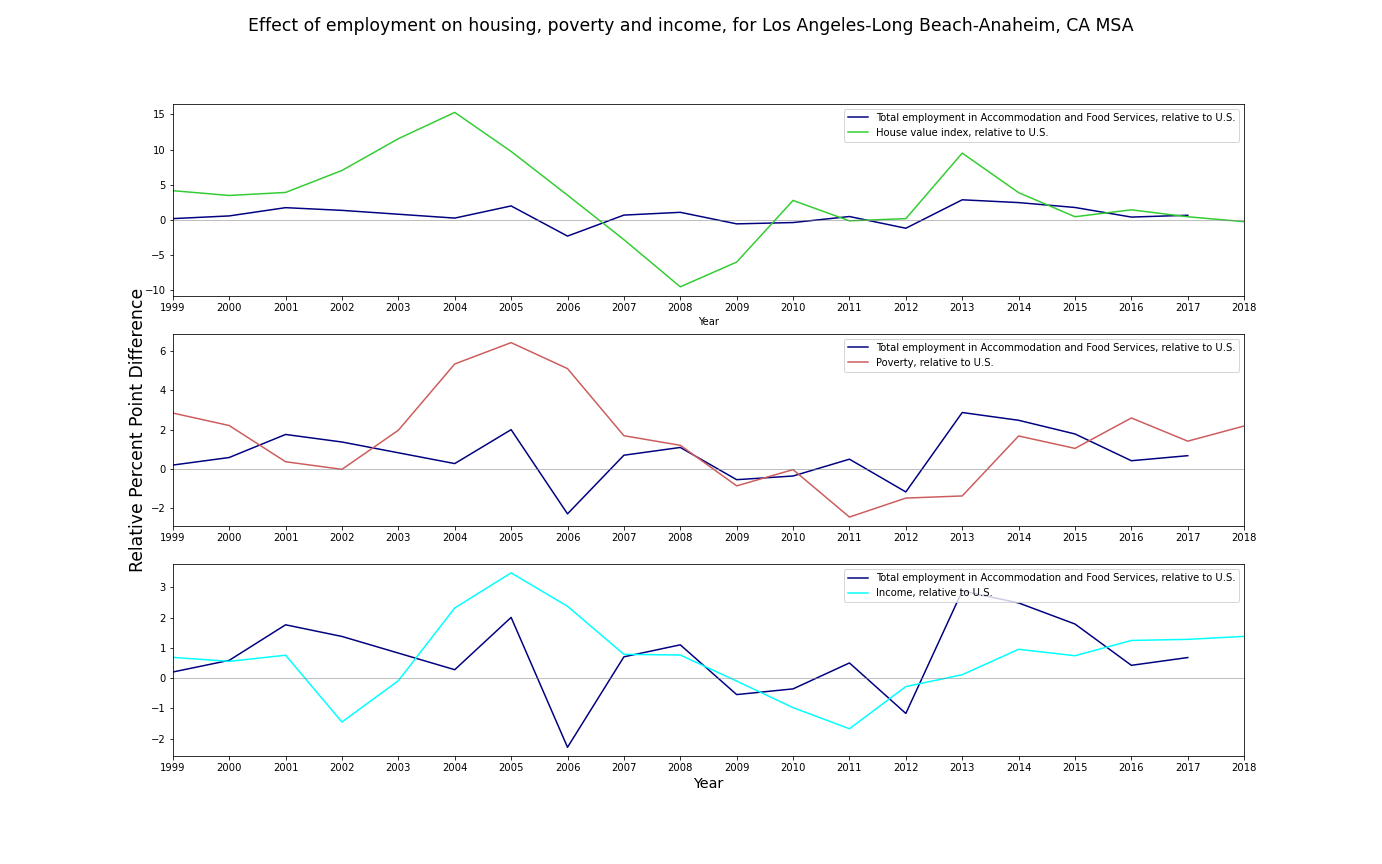 Effect of employment on housing, poverty and income, for Los Angeles-Long Beach-Anaheim, CA MSA
Relative Percent Point Difference
15
10
5
0
−5
−10
Total employment in Accommodation and Food Services, relative to U.S.
House value index, relative to U.S.
1999 2000 2001 2002 2003 2004 2005 2006 2007 2008 2009 2010 2011 2012 2013 2014 2015 2016 2017 2018
Year
6
4
2
0
−2
Total employment in Accommodation and Food Services, relative to U.S.
Poverty, relative to U.S.
1999 2000 2001 2002 2003 2004 2005 2006 2007 2008 2009 2010 2011 2012 2013 2014 2015 2016 2017 2018
3
2
1
0
−1
−2
Total employment in Accommodation and Food Services, relative to U.S.
Income, relative to U.S.
1999 2000 2001 2002 2003 2004 2005 2006 2007 2008 2009 2010 2011 2012 2013 2014 2015 2016 2017 2018
Year